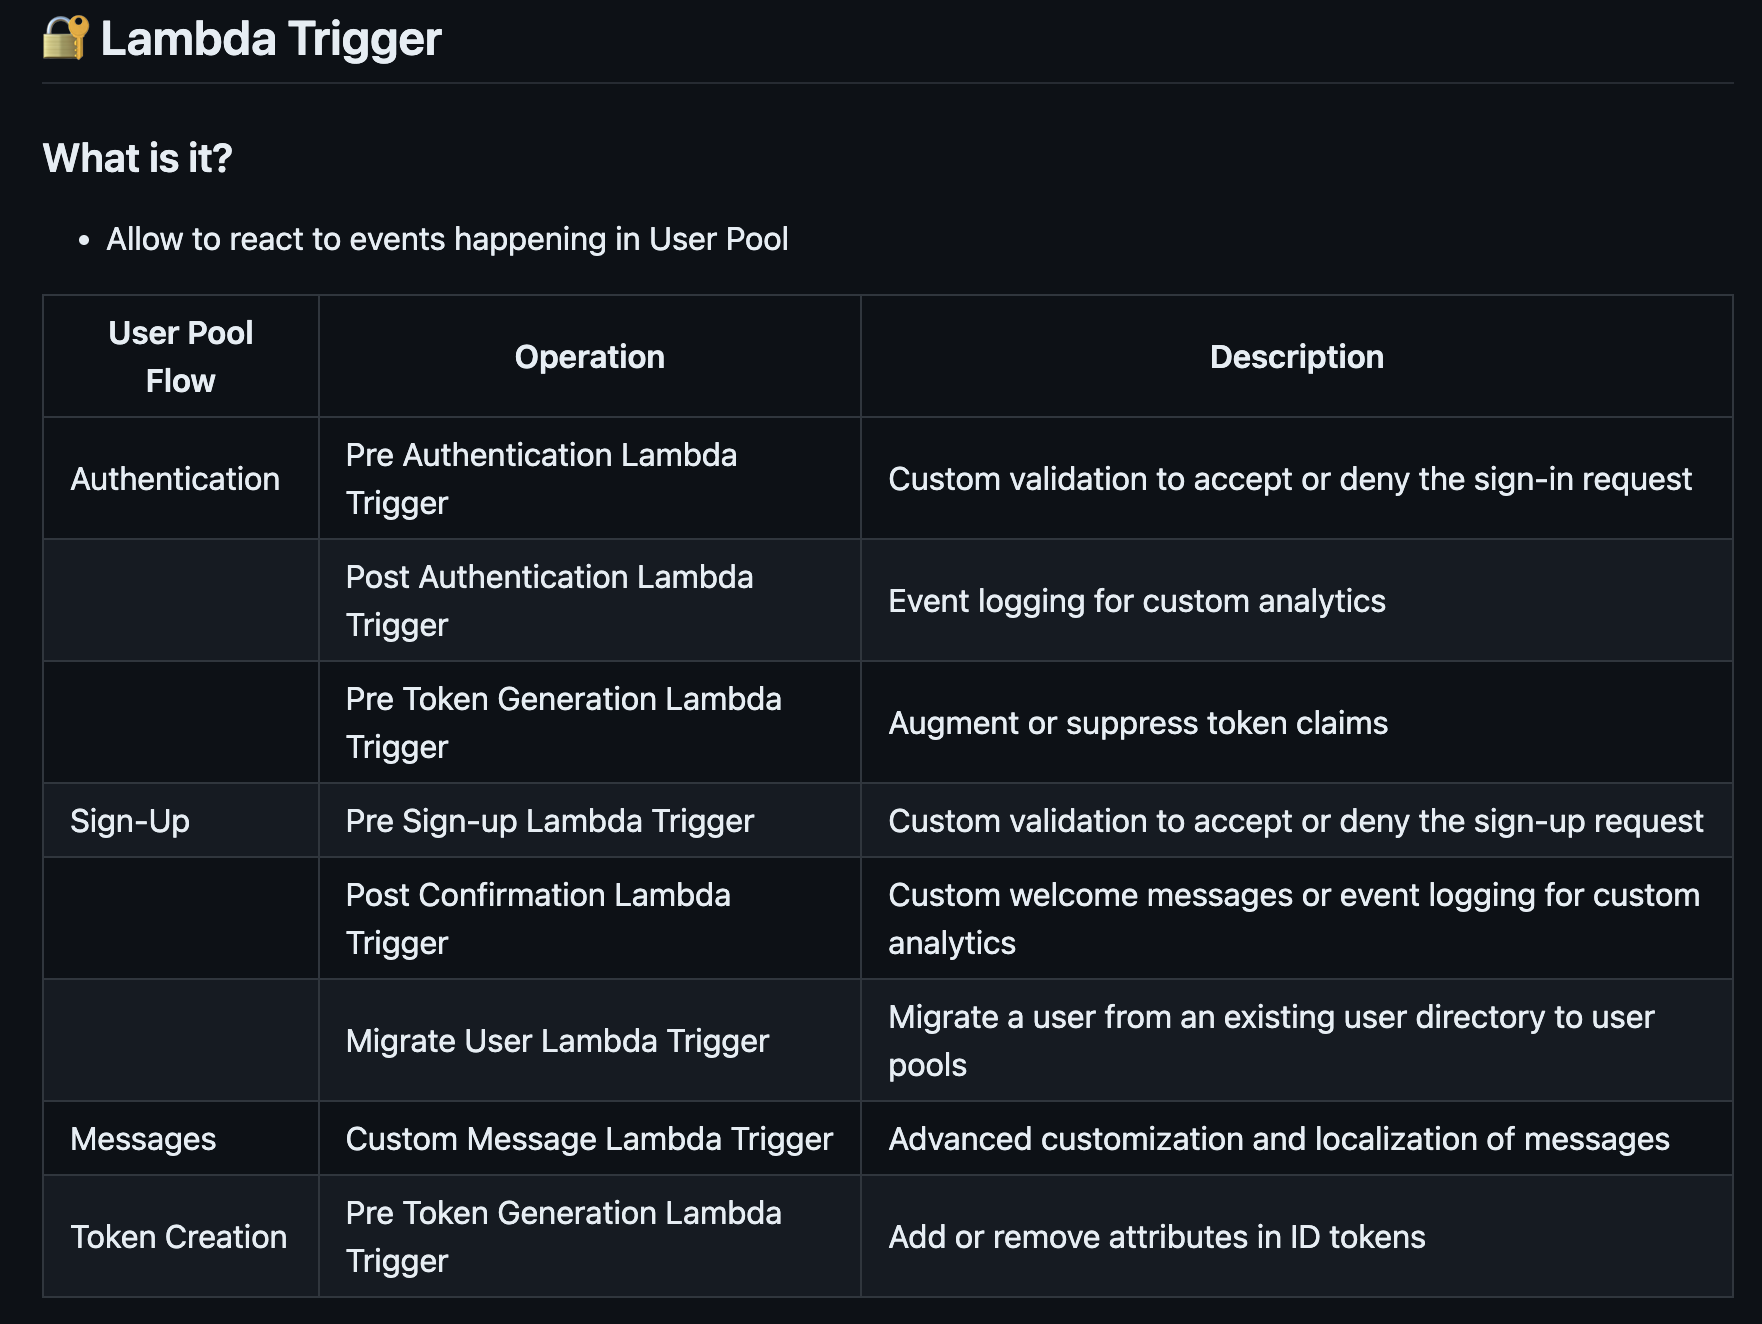 🔐 Lambda Trigger
What is it?
• Allow to react to events happening in User Pool
User Pool
Flow
Operation
Description
Authentication
Pre Authentication Lambda
Trigger
Custom validation to accept or deny the sign-in request
Post Authentication Lambda
Trigger
Event logging for custom analytics
Pre Token Generation Lambda
Trigger
Augment or suppress token claims
Sign-Up
Pre Sign-up Lambda Trigger
Custom validation to accept or deny the sign-up request
Post Confirmation Lambda
Trigger
Custom welcome messages or event logging for custom
analytics
Migrate User Lambda Trigger
Migrate a user from an existing user directory to user
pools
Messages
Custom Message Lambda Trigger
Advanced customization and localization of messages
Token Creation
Pre Token Generation Lambda
Trigger
Add or remove attributes in ID tokens